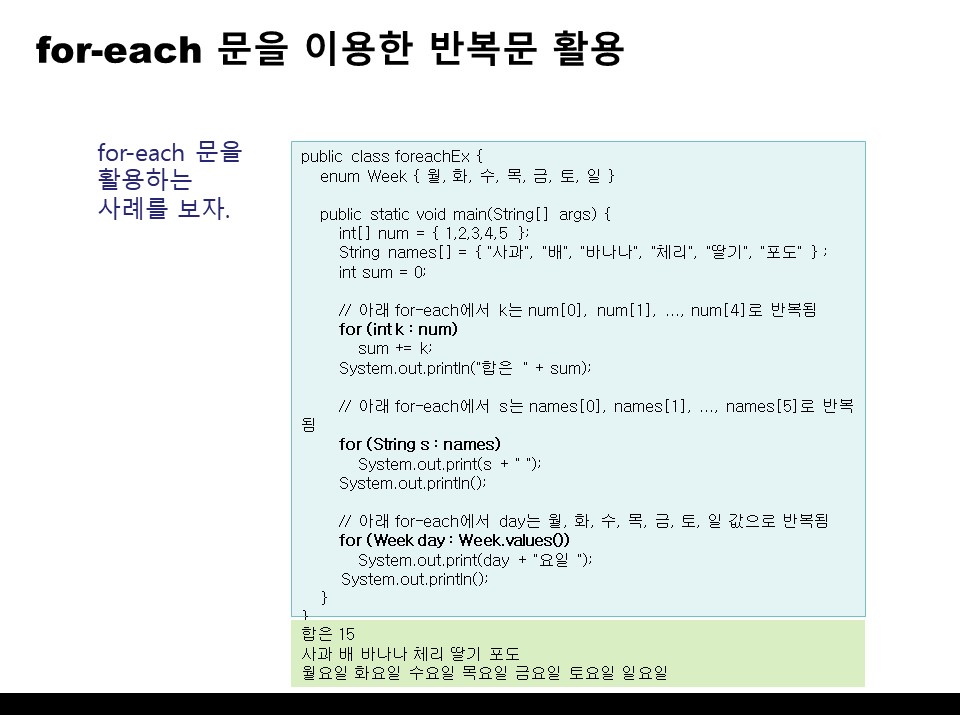 for-each 문을 이용한 반복문 활용
for-each 문을
활용하는
사례를 보자.
public class foreachEx {
enum Week { 월, 화, 수, 목, 금, 토, 일 }
public static void main(String[] args) {
int[] num = { 1,2,3,4,5 };
String names[] = { "사과", "배", "바나나", "체리", "딸기", "포도" } ;
int sum = 0;
// 아래 for-each에서 k는 num[0], num[1], ..., num[4]로 반복됨
for (int k : num)
sum += k;
System.out.println("합은 " + sum);
// 아래 for-each에서 s는 names[0], names[1], ..., names[5]로 반복
됨
for (String s : names)
System.out.print(s + " ");
System.out.println();
// 아래 for-each에서 day는 월, 화, 수, 목, 금, 토, 일 값으로 반복됨
for (Week day : Week.values())
System.out.print(day + "요일 ");
System.out.println();
}
}
합은 15
사과 배 바나나 체리 딸기 포도
월요일 화요일 수요일 목요일 금요일 토요일 일요일